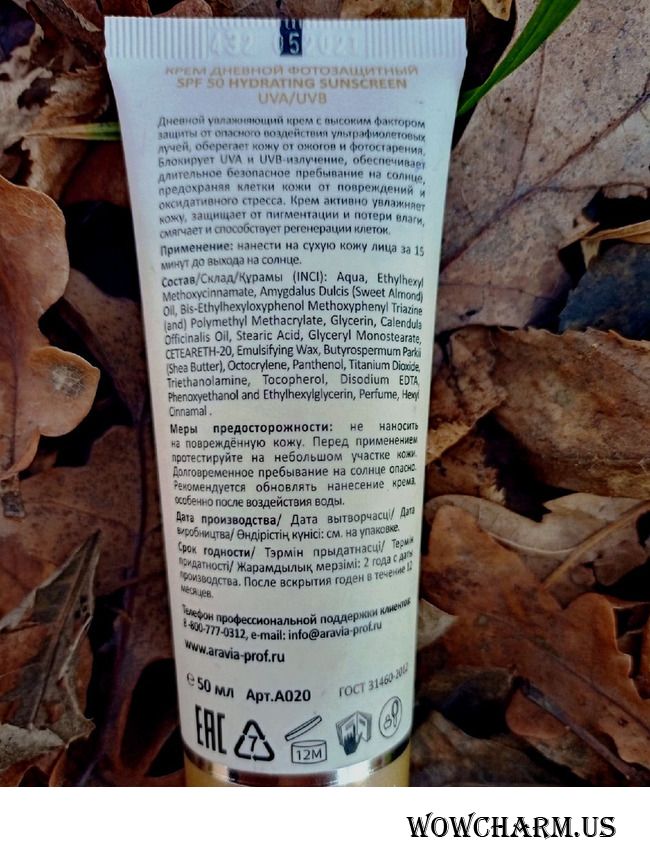 432 052021
КРЕМ ДНЕВНОЙ ФОТОЗАЩИТНЫЙ
SPF 50 HYDRATING SUNSCREEN
UVA/UVB
Дневной увлажняющий крем с высоким фактором
защиты от опасного воздействия ультрафиолетовых
лучей, оберегает кожу от ожогов и фотостарения.
Блокирует UVA и UVB-излучение, обеспечивает
длительное безопасное пребывание на солнце,
предохраняя клетки кожи от повреждений и
оксидативного стресса. Крем активно увлажняет
кожу, защищает от пигментации и потери влаги,
смягчает и способствует регенерации клеток.
Применение: нанести на сухую кожу лица за 15
минут до выхода на солнце.
Состав/Склад/Құрамы (INCI): Aqua, Ethylhexyl
Methoxycinnamate, Amygdalus Dulcis (Sweet Almond)
Oil, Bis-Ethylhexyloxyphenol Methoxyphenyl Triazine
(and) Polymethyl Methacrylate, Glycerin, Calendula
Officinalis Oil, Stearic Acid, Glyceryl Monostearate,
CETEARETH-20, Emulsifying Wax, Butyrospermum Parkii
(Shea Butter), Octocrylene, Panthenol, Titanium Dioxide,
Triethanolamine, Tocopherol, Disodium EDTA,
Phenoxyethanol and Ethylhexylglycerin, Perfume, Hexyl
Cinnamal .
Меры предосторожности: не наносить
на повреждённую кожу. Перед применением
протестируйте на небольшом участке кожи.
Долговременное пребывание на солнце опасно.
Рекомендуется обновлять нанесение крема,
особенно после воздействия воды.
Дата производства/ Дата вытворчасці/ Дата
виробництва/ Өндірістің күнісі: см. на упаковке.
Срок годности/ Тэрмін прыдатнасці/ Термін
придатності/ Жарамдылық мерзімі: 2 года с даты
производства. После вскрытия годен в течение 12
месяцев.
Телефон профессиональной поддержки клиентов:
8-800-777-0312, e-mail: info@aravia-prof.ru
www.aravia-prof.ru
℮ 50 мл Арт.А020 ГОСТ 31460-2012
EAC 7 12M
WOWCHARM.US